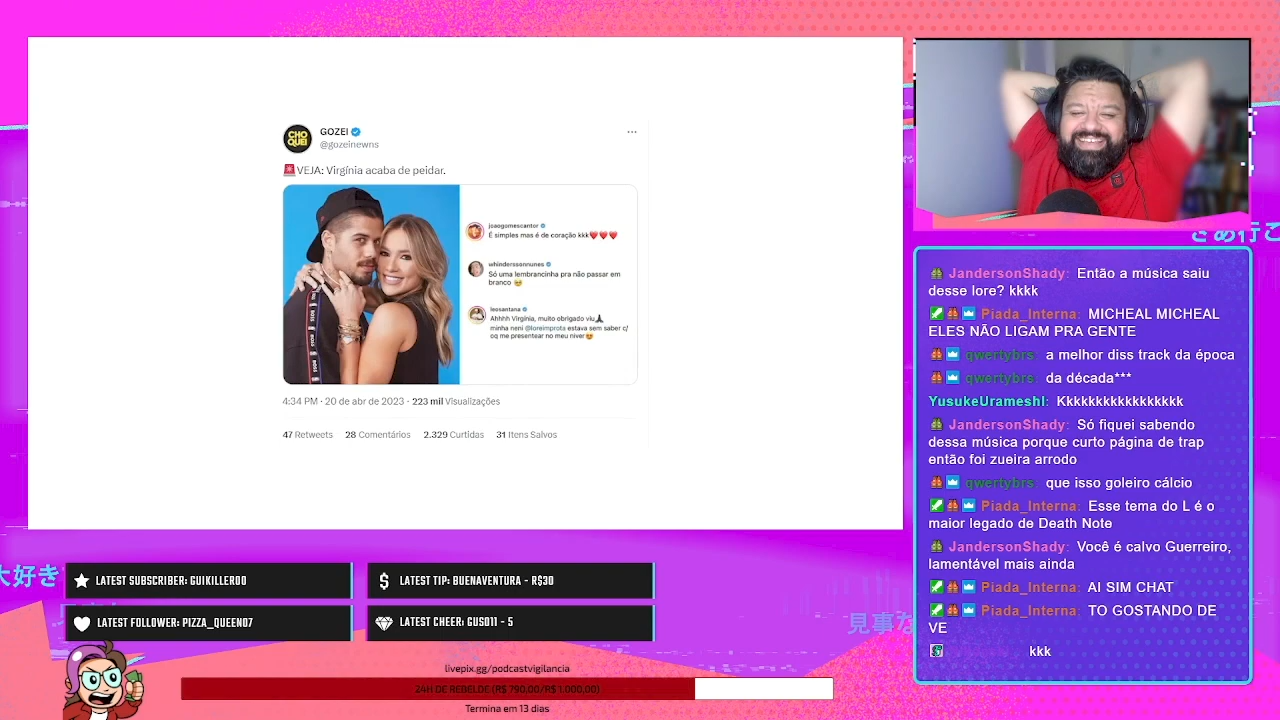 CHO
QUEI
GOZEI
@gozeinewns
VEJA: Virgínia acaba de peidar.
joaogomescantor
É simples mas é de coração kkk
whinderssonnunes
Só uma lembrancinha pra não passar em
branco
leosantana
Ahhhh Virgínia, muito obrigado viu
minha neni @loreimprota estava sem saber c/
oq me presentear no meu niver
4:34 PM · 20 de abr de 2023 · 223 mil Visualizações
47 Retweets 28 Comentários 2.329 Curtidas 31 Itens Salvos
JandersonShady: Então a música saiu
desse lore? kkkk
Piada_Interna: MICHEAL MICHEAL
ELES NÃO LIGAM PRA GENTE
qwertybrs: a melhor diss track da época
qwertybrs: da década***
YusukeUrameshI: Kkkkkkkkkkkkkkkkk
JandersonShady: Só fiquei sabendo
dessa música porque curto página de trap
então foi zueira arrodo
qwertybrs: que isso goleiro cálcio
Piada_Interna: Esse tema do L é o
maior legado de Death Note
JandersonShady: Você é calvo Guerreiro,
lamentável mais ainda
Piada_Interna: AI SIM CHAT
Piada_Interna: TO GOSTANDO DE
VE
kkk
大好き
LATEST SUBSCRIBER: GUIKILLER00
LATEST TIP: BUENAVENTURA - R$30
LATEST FOLLOWER: PIZZA_QUEEN07
LATEST CHEER: GUS011 - 5
見事な
livepix.gg/podcastvigilancia
24H DE REBELDE (R$ 790,00/R$ 1.000,00)
Termina em 13 dias